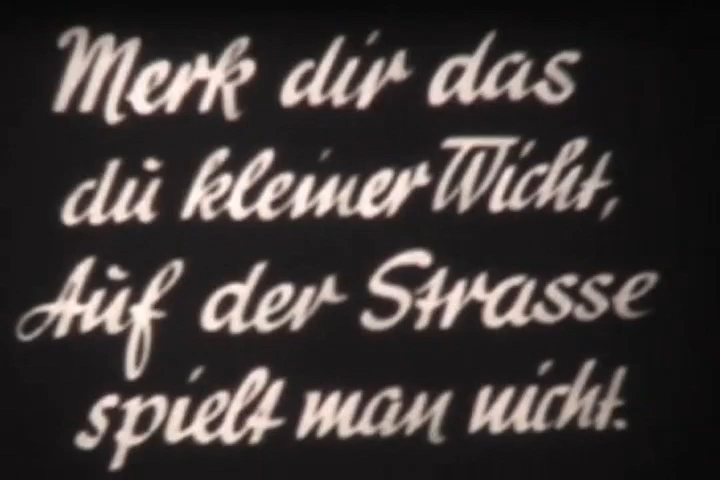 Merk dir das
du kleiner Wicht,
Auf der Strasse
spielt man nicht.